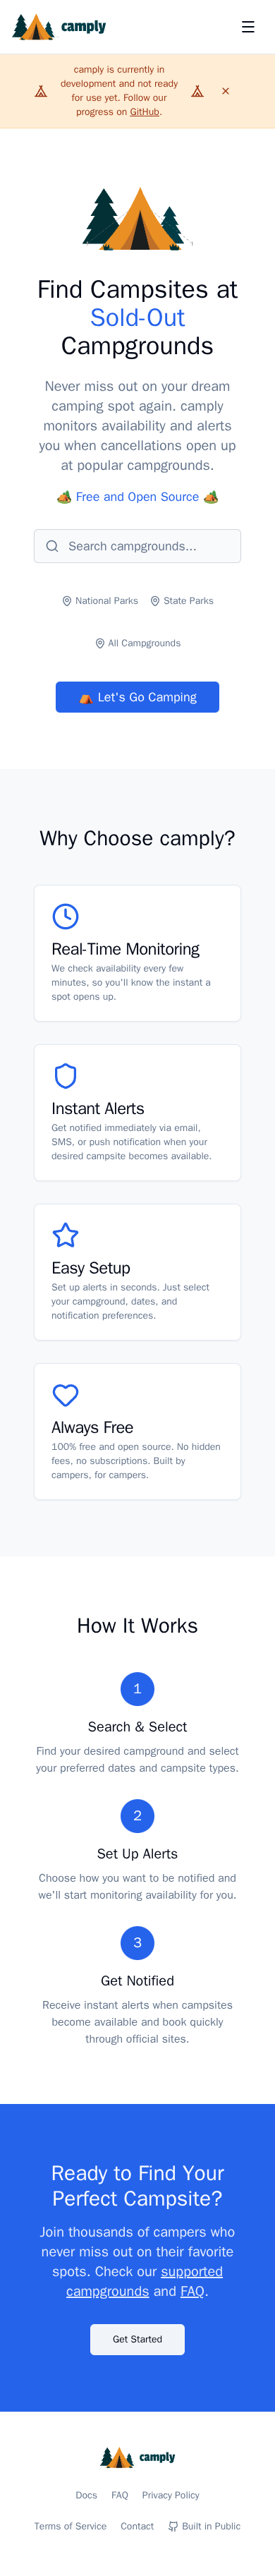 camply
camply is currently in
development and not ready
for use yet. Follow our
progress on GitHub.
Find Campsites at
Sold-Out
Campgrounds
Never miss out on your dream
camping spot again. camply
monitors availability and alerts
you when cancellations open up
at popular campgrounds.
🏕️ Free and Open Source 🏕️
Search campgrounds...
National Parks
State Parks
All Campgrounds
⛺ Let's Go Camping
Why Choose camply?
Real-Time Monitoring
We check availability every few
minutes, so you'll know the instant a
spot opens up.
Instant Alerts
Get notified immediately via email,
SMS, or push notification when your
desired campsite becomes available.
Easy Setup
Set up alerts in seconds. Just select
your campground, dates, and
notification preferences.
Always Free
100% free and open source. No hidden
fees, no subscriptions. Built by
campers, for campers.
How It Works
1
Search & Select
Find your desired campground and select
your preferred dates and campsite types.
2
Set Up Alerts
Choose how you want to be notified and
we'll start monitoring availability for you.
3
Get Notified
Receive instant alerts when campsites
become available and book quickly
through official sites.
Ready to Find Your
Perfect Campsite?
Join thousands of campers who
never miss out on their favorite
spots. Check our supported
campgrounds and FAQ.
Get Started
camply
Docs FAQ Privacy Policy
Terms of Service Contact Built in Public